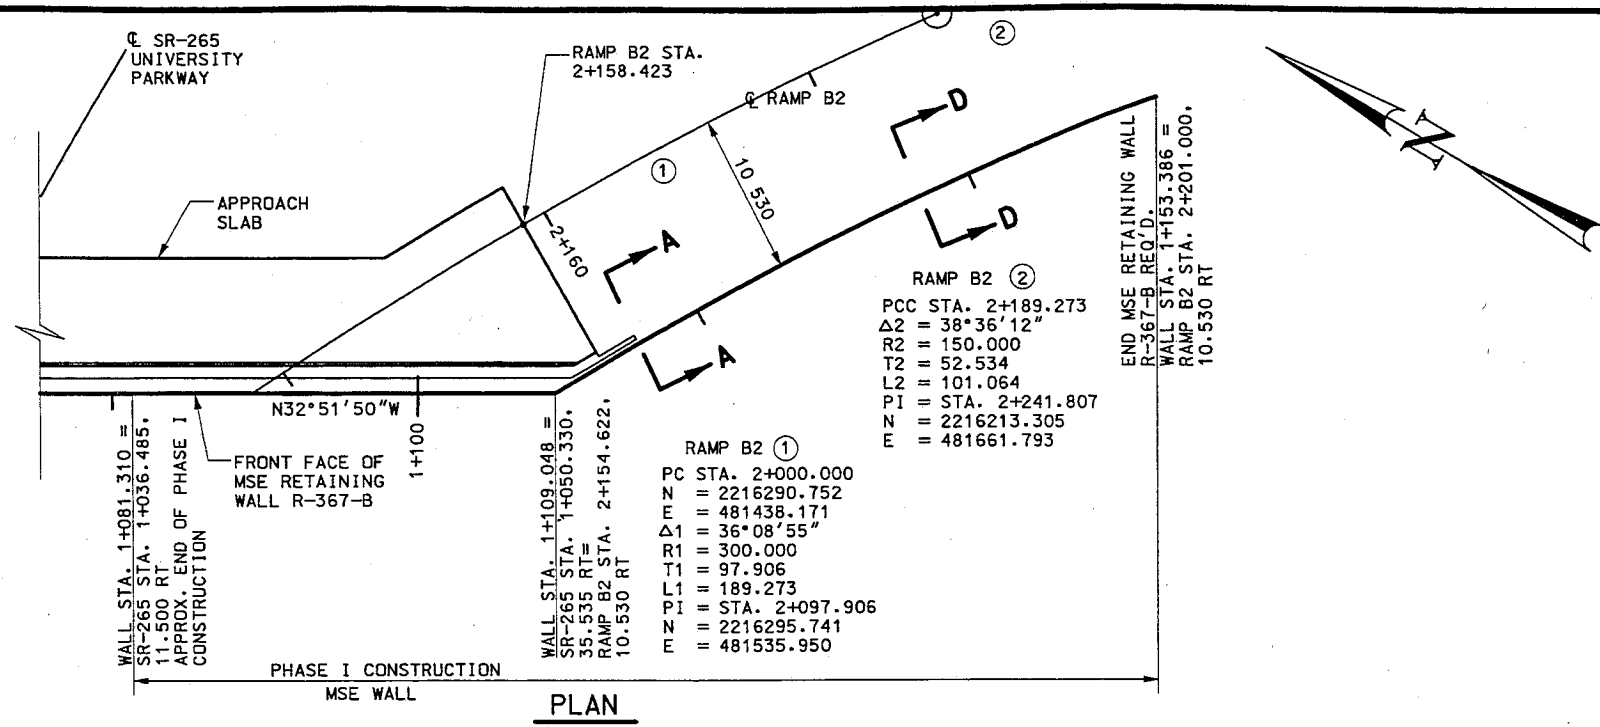 ℄ SR-265
UNIVERSITY
PARKWAY
RAMP B2 STA.
2+158.423
②
℄ RAMP B2
D
①
10 530
APPROACH
SLAB
2+160
A
D
N
RAMP B2 ②
PCC STA. 2+189.273
Δ2 = 38°36'12"
R2 = 150.000
T2 = 52.534
L2 = 101.064
PI = STA. 2+241.807
N = 2216213.305
E = 481661.793
END MSE RETAINING WALL
R-367-B REQ'D.
WALL STA. 1+153.386 =
RAMP B2 STA. 2+201.000,
10.530 RT
A
N32°51'50"W
1+100
FRONT FACE OF
MSE RETAINING
WALL R-367-B
RAMP B2 ①
PC STA. 2+000.000
N = 2216290.752
E = 481438.171
Δ1 = 36°08'55"
R1 = 300.000
T1 = 97.906
L1 = 189.273
PI = STA. 2+097.906
N = 2216295.741
E = 481535.950
WALL STA. 1+081.310 =
SR-265 STA. 1+036.485,
11.500 RT
APPROX. END OF PHASE I
CONSTRUCTION
WALL STA. 1+109.048 =
SR-265 STA. 1+050.330,
35.535 RT=
RAMP B2 STA. 2+154.622,
10.530 RT
PHASE I CONSTRUCTION
MSE WALL
PLAN